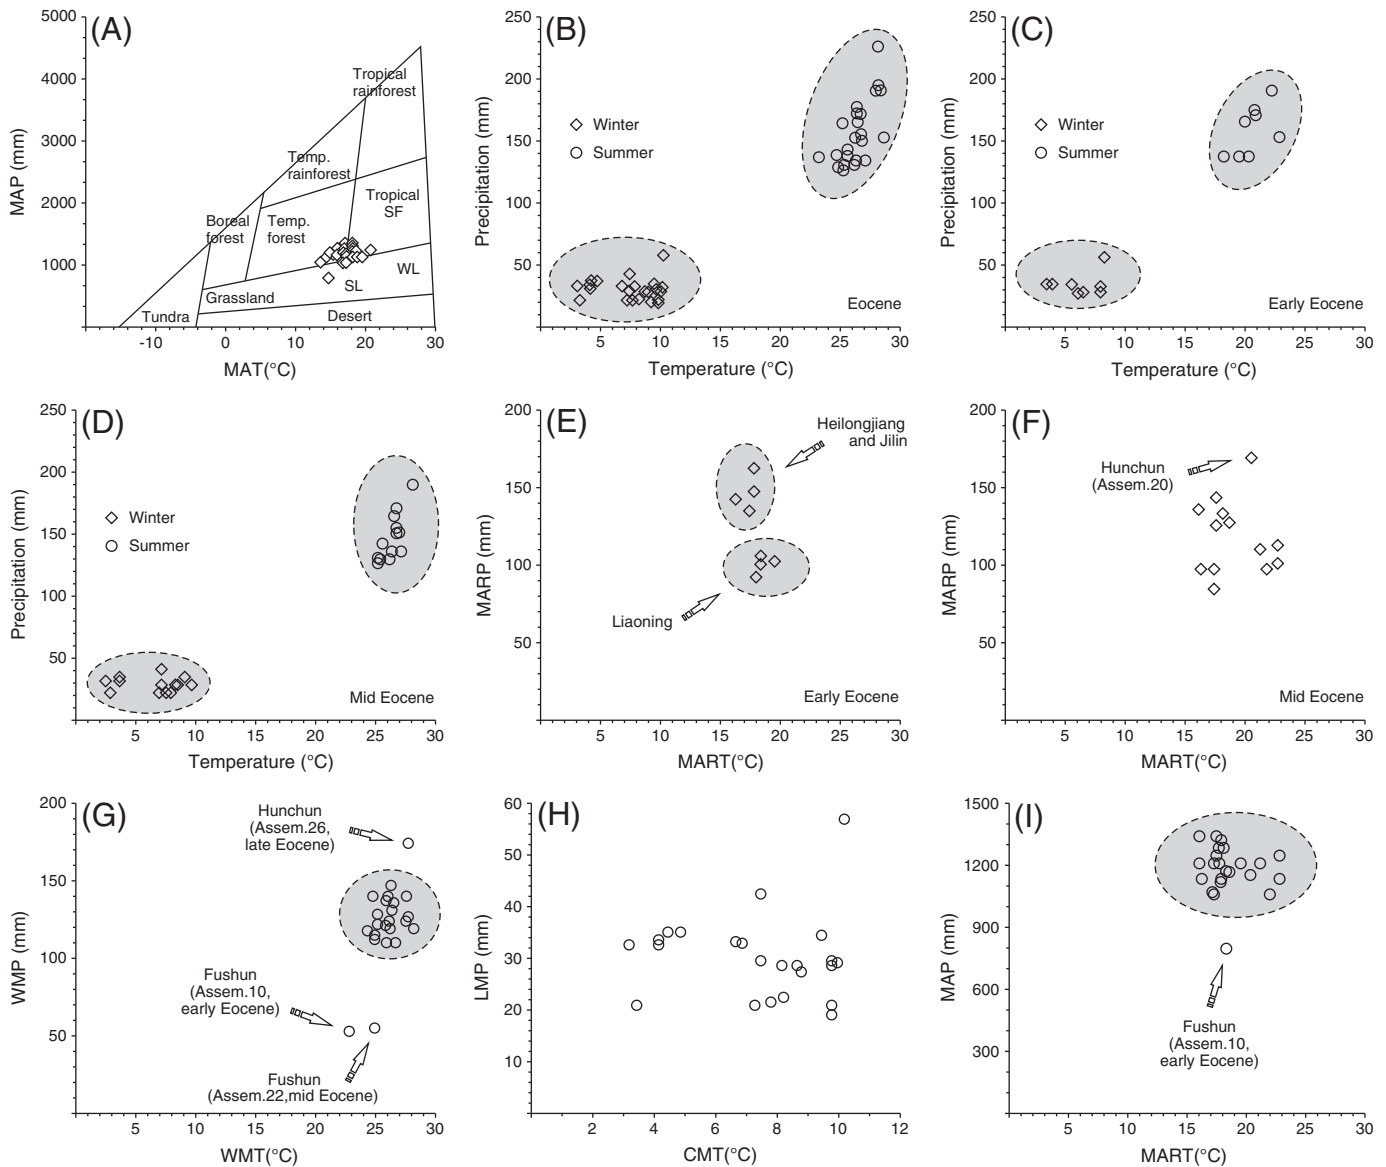 (A)
MAP (mm)
5000
4000
3000
2000
1000
Tropical
rainforest
Temp.
rainforest
Tropical
SF
Boreal
forest
Temp.
forest
WL
SL
Grassland
Tundra
Desert
-10
0
10
20
30
MAT(°C)
(B)
Precipitation (mm)
250
200
150
100
50
Winter
Summer
Eocene
5
10
15
20
25
30
Temperature (°C)
(C)
Precipitation (mm)
250
200
150
100
50
Winter
Summer
Early Eocene
5
10
15
20
25
30
Temperature (°C)
(D)
Precipitation (mm)
250
200
150
100
50
Winter
Summer
Mid Eocene
5
10
15
20
25
30
Temperature (°C)
(E)
MARP (mm)
200
150
100
50
Heilongjiang
and Jilin
Liaoning
Early Eocene
5
10
15
20
25
30
MART(°C)
(F)
MARP (mm)
200
150
100
50
Hunchun
(Assem.20)
Mid Eocene
5
10
15
20
25
30
MART(°C)
(G)
WMP (mm)
200
150
100
50
Hunchun
(Assem.26,
late Eocene)
Fushun
(Assem.10,
early Eocene)
Fushun
(Assem.22,mid Eocene)
5
10
15
20
25
30
WMT(°C)
(H)
LMP (mm)
60
50
40
30
20
10
2
4
6
8
10
12
CMT(°C)
(I)
MAP (mm)
1500
1200
900
600
300
Fushun
(Assem.10,
early Eocene)
5
10
15
20
25
30
MART(°C)